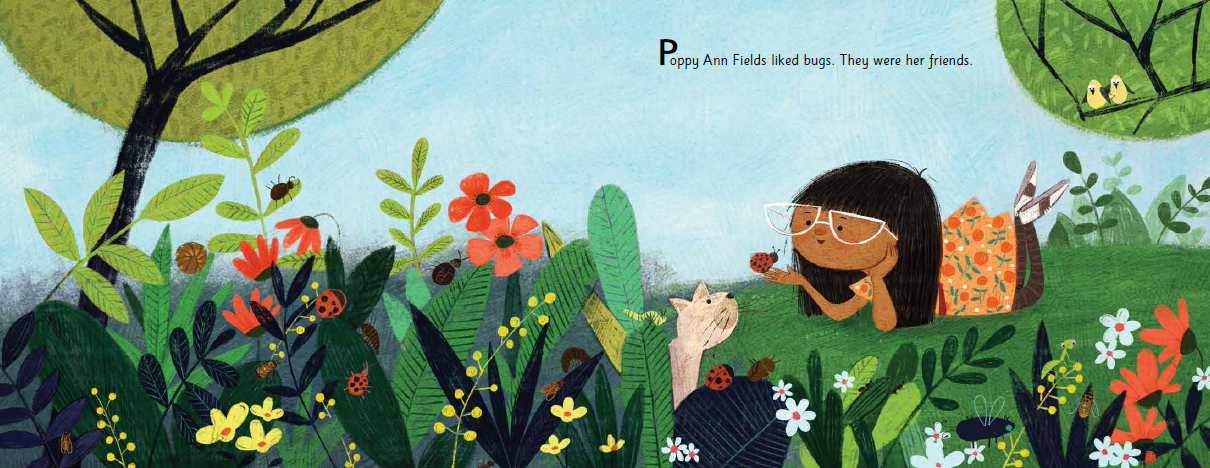 Poppy Ann Fields liked bugs. They were her friends.